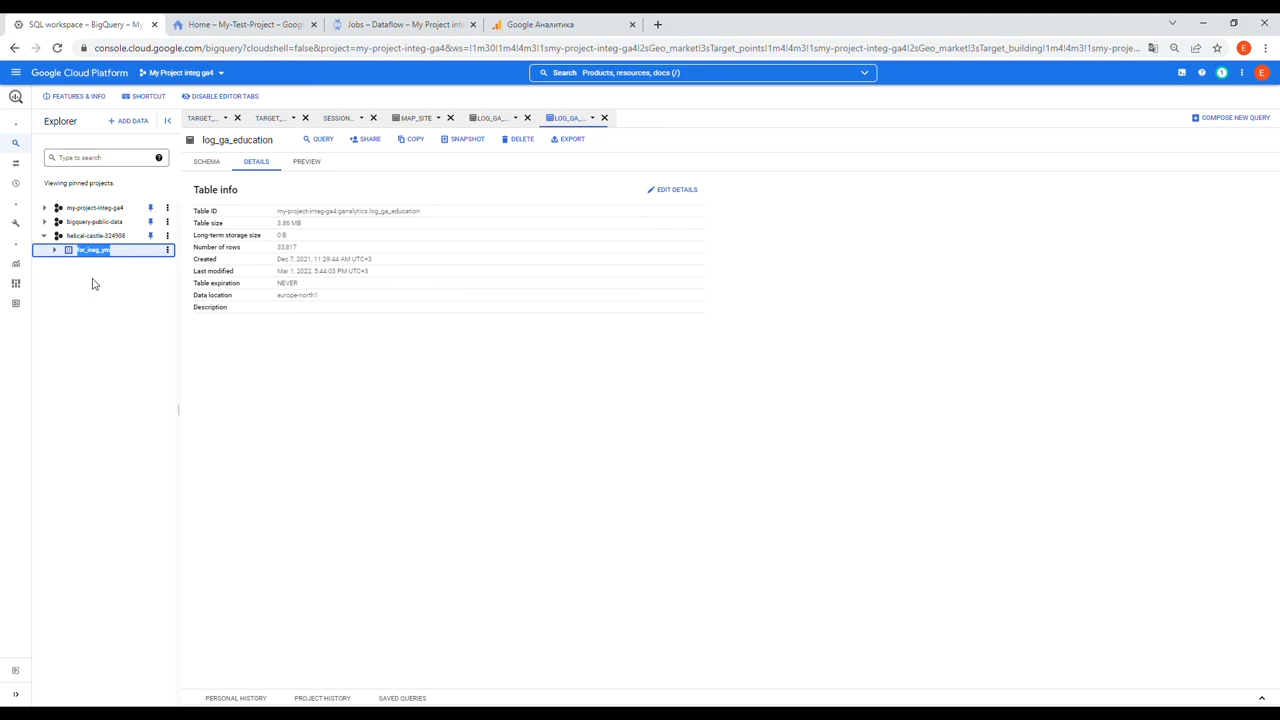 SQL workspace – BigQuery – My
Home – My-Test-Project – Googl
Jobs – Dataflow – My Project inte
Google Аналитика
console.cloud.google.com/bigquery?cloudshell=false&project=my-project-integ-ga4&ws=!1m30!1m4!4m3!1smy-project-integ-ga4!2sGeo_market!3sTarget_points!1m4!4m3!1smy-project-integ-ga4!2sGeo_market!3sTarget_building!1m4!4m3!1smy-proje...
E
Google Cloud Platform
My Project integ ga4
Search Products, resources, docs (/)
1
E
FEATURES & INFO
SHORTCUT
DISABLE EDITOR TABS
Explorer
+ ADD DATA
TARGET_...
TARGET_...
SESSION...
MAP_SITE
LOG_GA_...
LOG_GA_...
COMPOSE NEW QUERY
log_ga_education
QUERY
SHARE
COPY
SNAPSHOT
DELETE
EXPORT
Type to search
SCHEMA
DETAILS
PREVIEW
Viewing pinned projects.
my-project-integ-ga4
bigquery-public-data
helical-castle-324908
for_ineg_ym
Table info
EDIT DETAILS
Table ID my-project-integ-ga4:ganalytics.log_ga_education
Table size 3.86 MB
Long-term storage size 0 B
Number of rows 33,817
Created Dec 7, 2021, 11:29:44 AM UTC+3
Last modified Mar 1, 2022, 5:44:03 PM UTC+3
Table expiration NEVER
Data location europe-north1
Description
PERSONAL HISTORY
PROJECT HISTORY
SAVED QUERIES